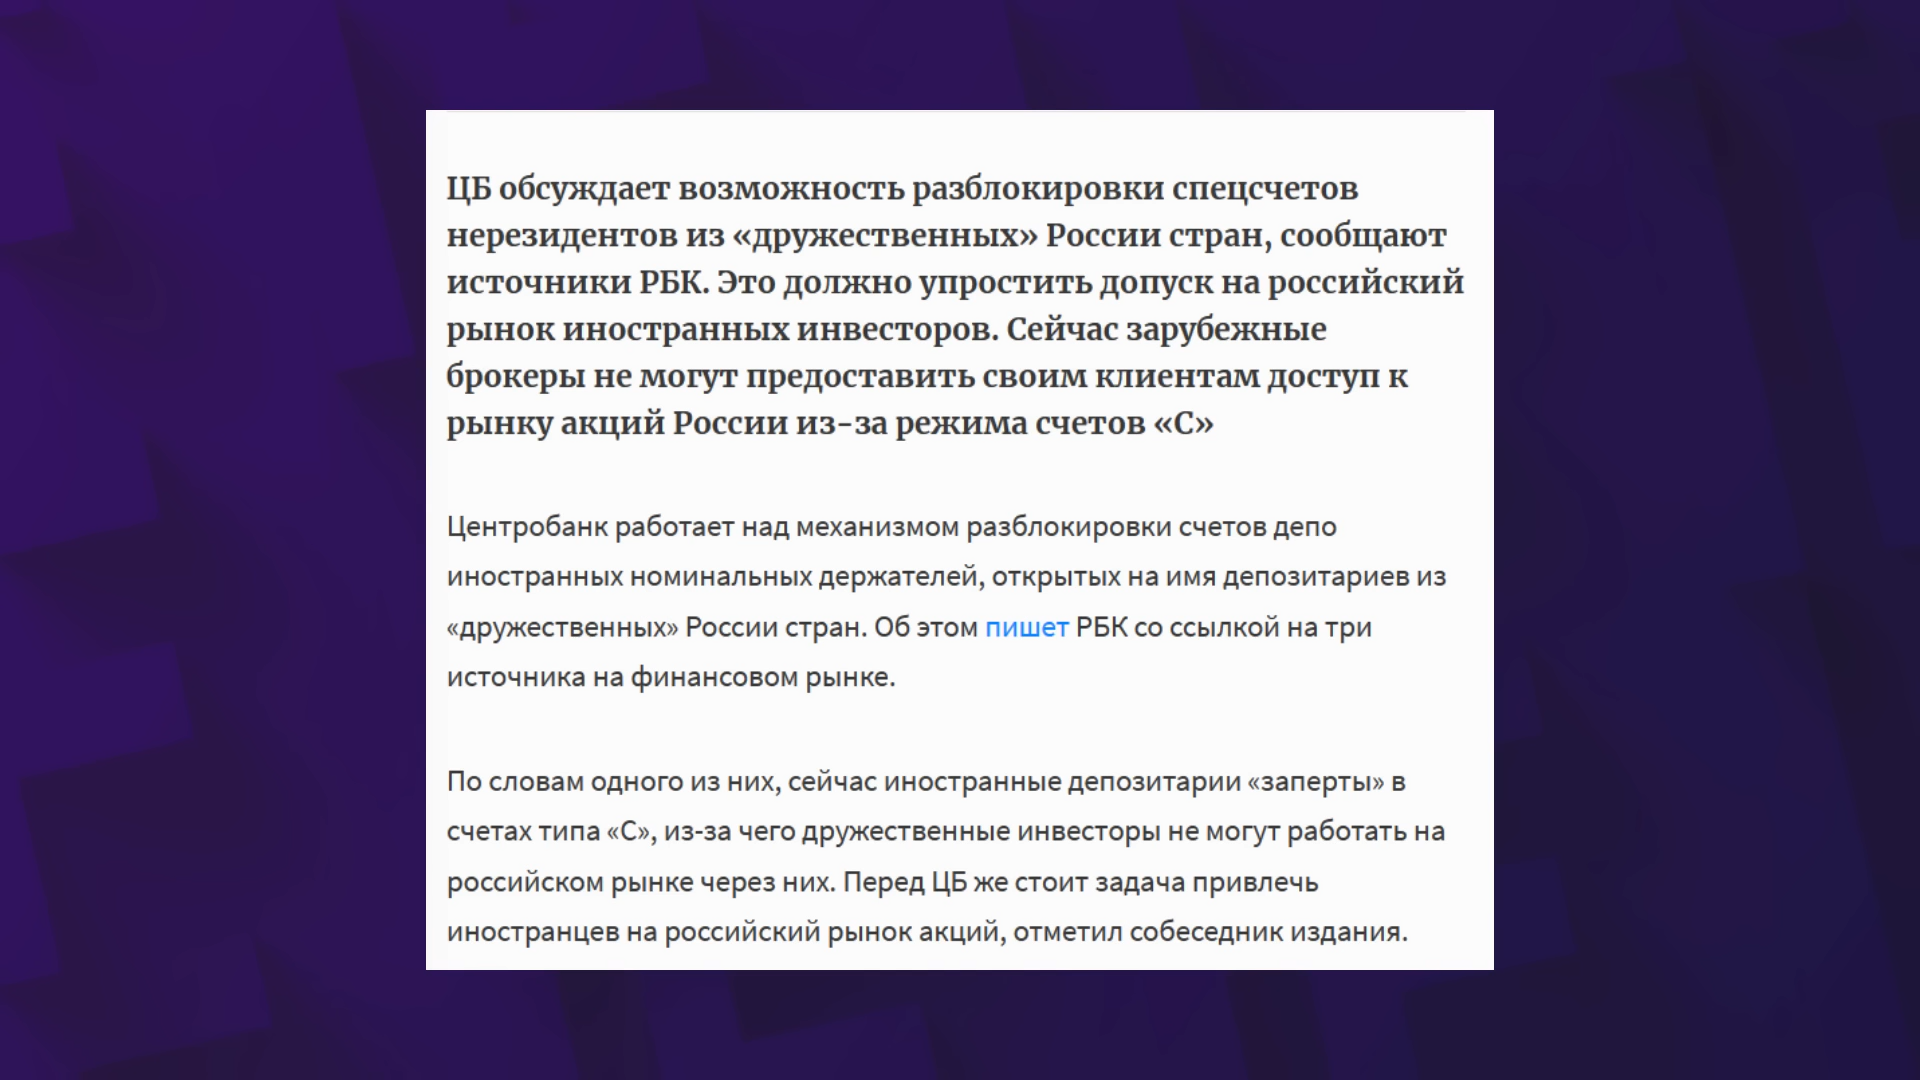 ЦБ обсуждает возможность разблокировки спецсчетов
нерезидентов из «дружественных» России стран, сообщают
источники РБК. Это должно упростить допуск на российский
рынок иностранных инвесторов. Сейчас зарубежные
брокеры не могут предоставить своим клиентам доступ к
рынку акций России из-за режима счетов «С»
Центробанк работает над механизмом разблокировки счетов депо
иностранных номинальных держателей, открытых на имя депозитариев из
«дружественных» России стран. Об этом пишет РБК со ссылкой на три
источника на финансовом рынке.
По словам одного из них, сейчас иностранные депозитарии «заперты» в
счетах типа «С», из-за чего дружественные инвесторы не могут работать на
российском рынке через них. Перед ЦБ же стоит задача привлечь
иностранцев на российский рынок акций, отметил собеседник издания.